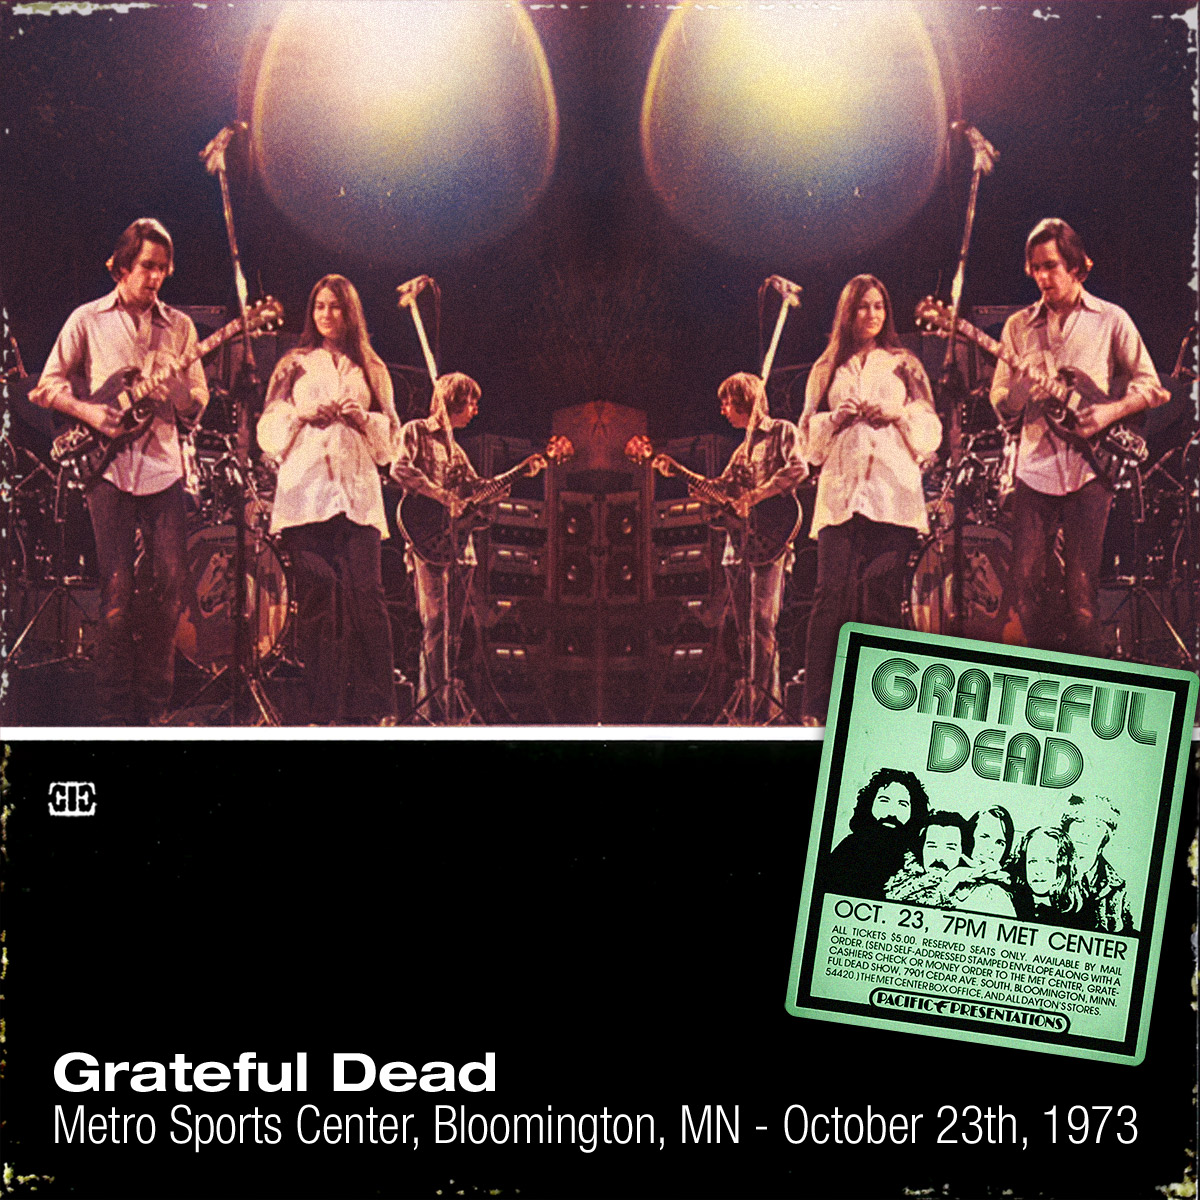 GRATEFUL
DEAD
OCT. 23, 7PM MET CENTER
ALL TICKETS $5.00. RESERVED SEATS ONLY. AVAILABLE BY MAIL
ORDER. (SEND SELF-ADDRESSED STAMPED ENVELOPE ALONG WITH A
CASHIERS CHECK OR MONEY ORDER TO THE MET CENTER, GRATE-
FUL DEAD SHOW, 7901 CEDAR AVE. SOUTH, BLOOMINGTON, MINN.
54420.) THE MET CENTER BOX OFFICE, AND ALL DAYTON'S STORES.
PACIFIC PRESENTATIONS
Grateful Dead
Metro Sports Center, Bloomington, MN - October 23th, 1973